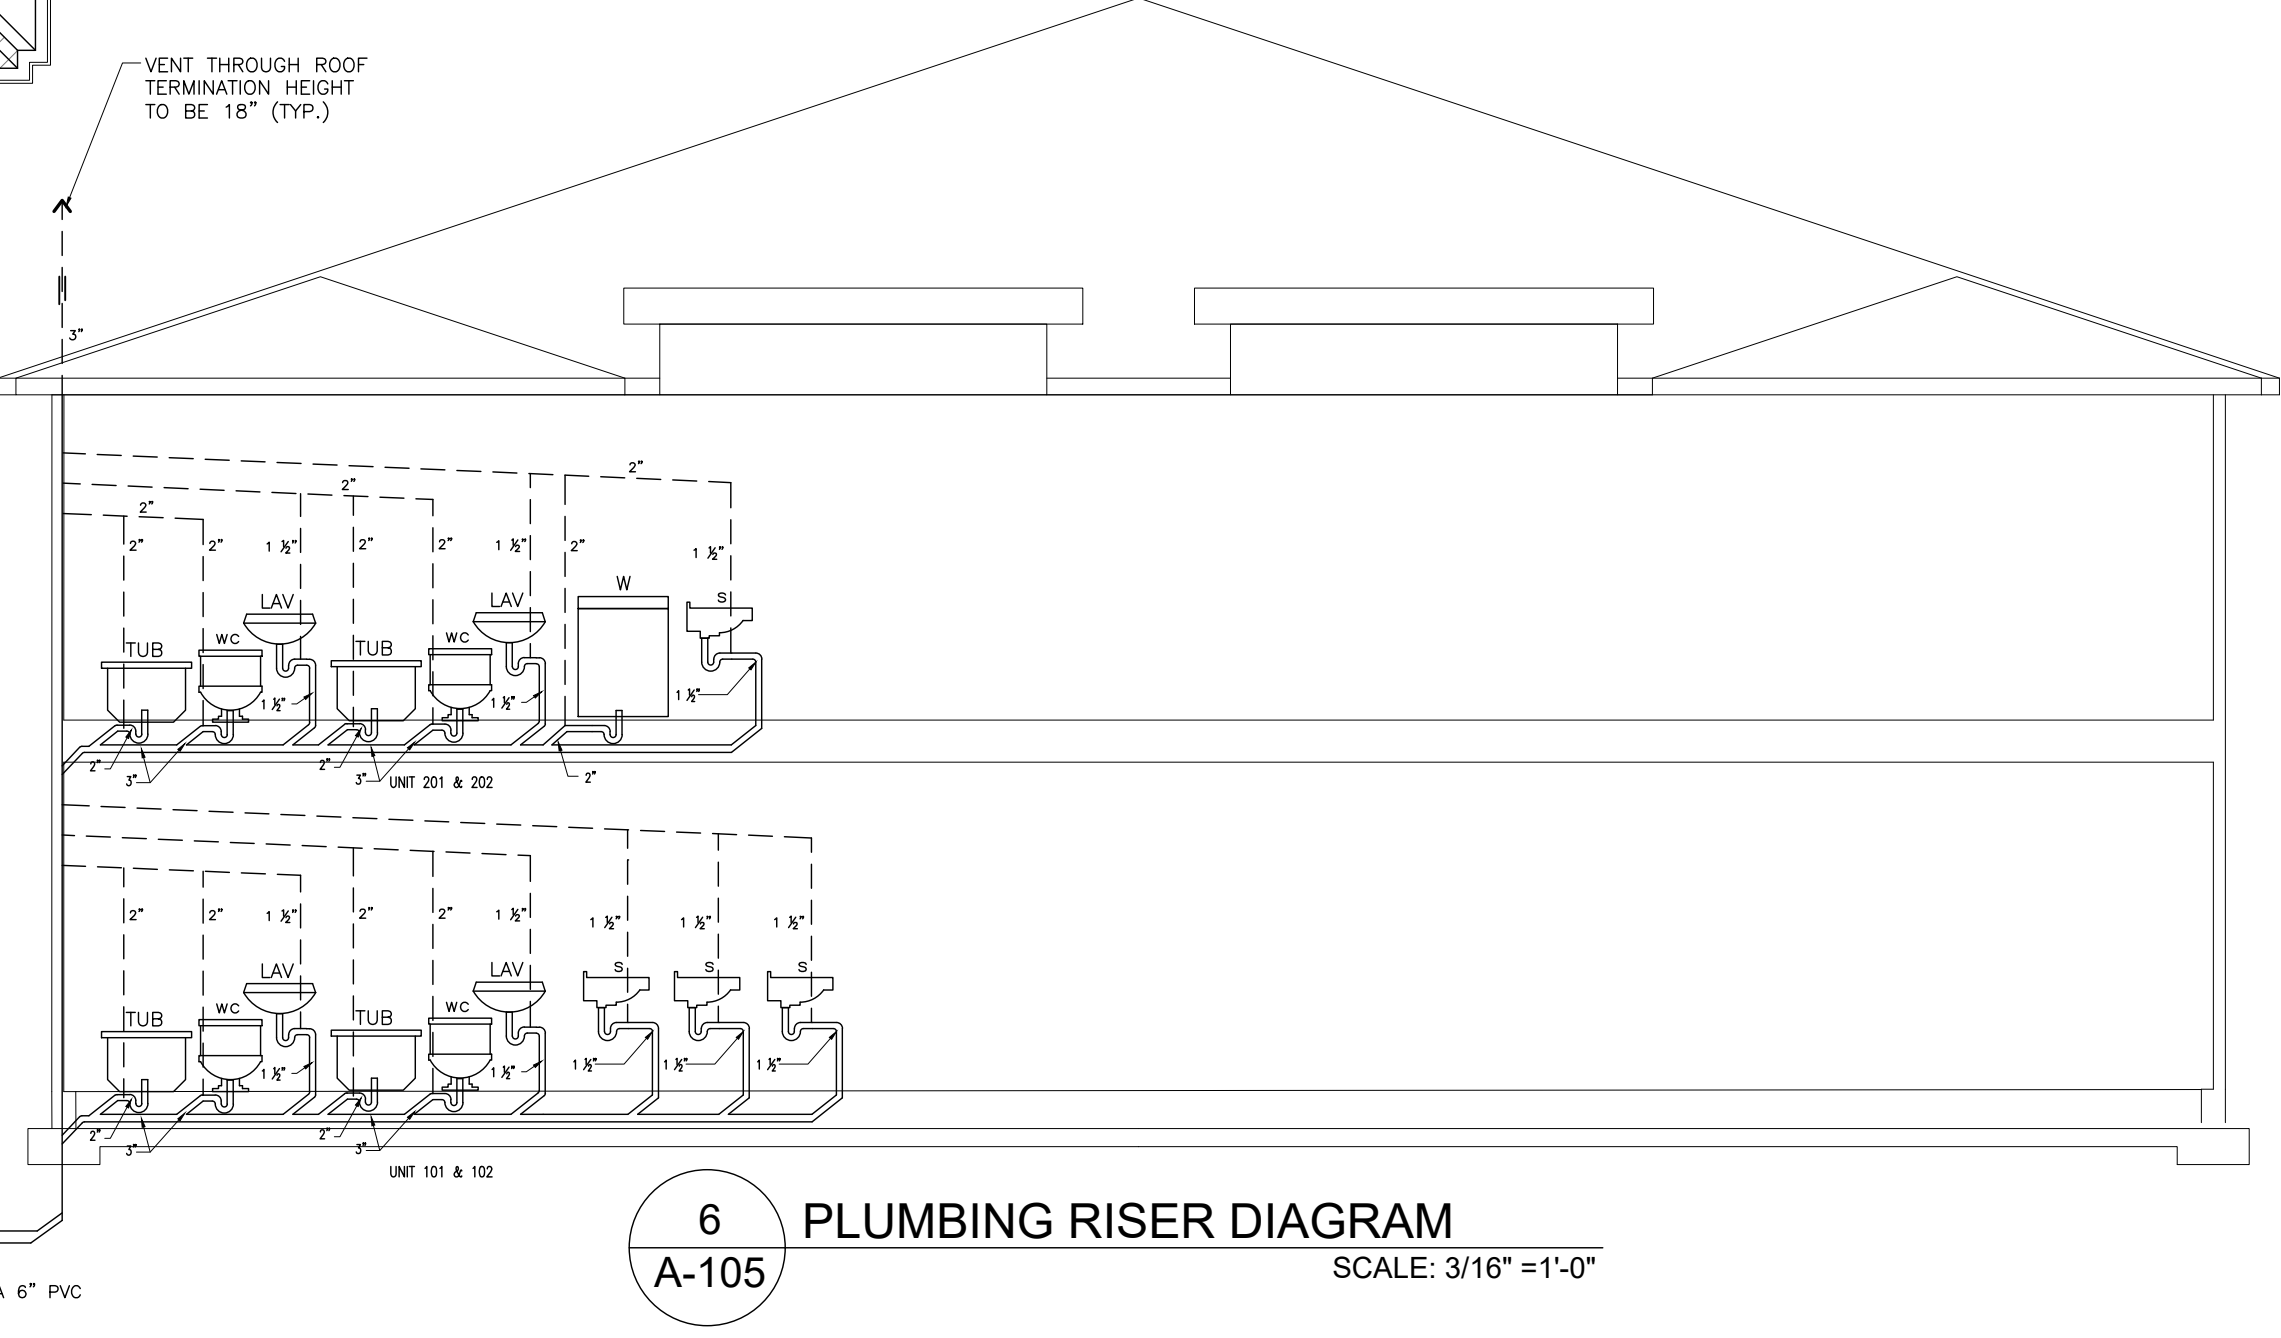 VENT THROUGH ROOF
TERMINATION HEIGHT
TO BE 18" (TYP.)
3"
2"
2"
2"
2" 2" 1 ½" 2" 2" 1 ½" 2" 1 ½"
W
LAV LAV S
TUB WC TUB WC
1 ½" 1 ½" 1 ½"
2" 3" 2" 3" UNIT 201 & 202 2"
2" 2" 1 ½" 2" 2" 1 ½" 1 ½" 1 ½" 1 ½"
LAV LAV S S S
TUB WC TUB WC
1 ½" 1 ½" 1 ½" 1 ½" 1 ½"
2" 3" 2" 3"
UNIT 101 & 102
6 PLUMBING RISER DIAGRAM
A-105 SCALE: 3/16" =1'-0"
6" PVC